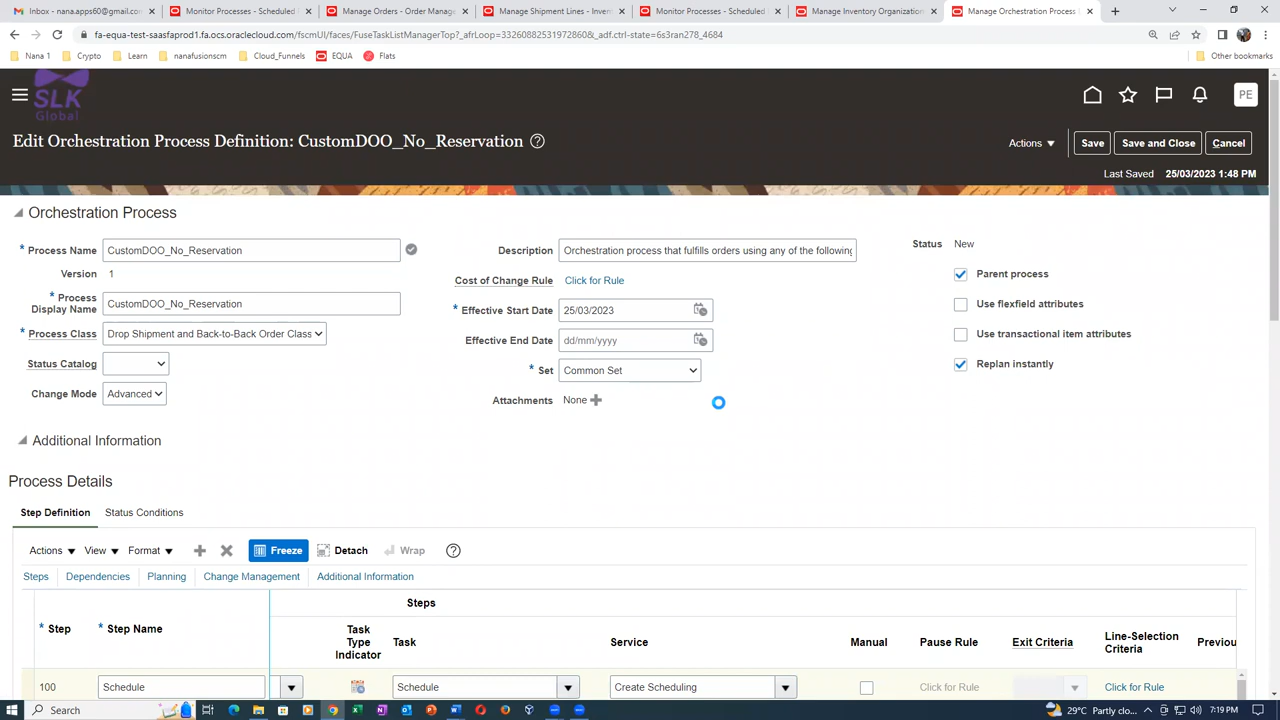 Inbox - nana.apps60@gmail.com
Monitor Processes - Scheduled
Manage Orders - Order Manage
Manage Shipment Lines - Inven
Monitor Processes - Scheduled
Manage Inventory Organization
Manage Orchestration Process
fa-equa-test-saasfaprod1.fa.ocs.oraclecloud.com/fscmUI/faces/FuseTaskListManagerTop?_afrLoop=3326088253197286​0&_adf.ctrl-state=6s3ran278_4684
Nana 1
Crypto
Learn
nanafusionscm
Cloud_Funnels
EQUA
Flats
Other bookmarks
SLK
Global
PE
Edit Orchestration Process Definition: CustomDOO_No_Reservation
Actions
Save
Save and Close
Cancel
Last Saved 25/03/2023 1:48 PM
Orchestration Process
* Process Name CustomDOO_No_Reservation
Version 1
* Process Display Name CustomDOO_No_Reservation
* Process Class Drop Shipment and Back-to-Back Order Class
Status Catalog
Change Mode Advanced
Description Orchestration process that fulfills orders using any of the following
Cost of Change Rule Click for Rule
* Effective Start Date 25/03/2023
Effective End Date dd/mm/yyyy
* Set Common Set
Attachments None
Status New
Parent process
Use flexfield attributes
Use transactional item attributes
Replan instantly
Additional Information
Process Details
Step Definition Status Conditions
Actions View Format Freeze Detach Wrap
Steps Dependencies Planning Change Management Additional Information
Steps
* Step * Step Name Task Type Indicator Task Service Manual Pause Rule Exit Criteria Line-Selection Criteria Previou
100 Schedule Schedule Create Scheduling Click for Rule Click for Rule
Search
29°C Partly clo...
7:19 PM